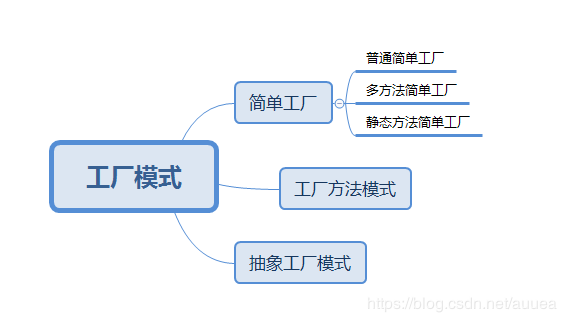 工厂模式
简单工厂
普通简单工厂
多方法简单工厂
静态方法简单工厂
工厂方法模式
抽象工厂模式
https://blog.csdn.net/auuea